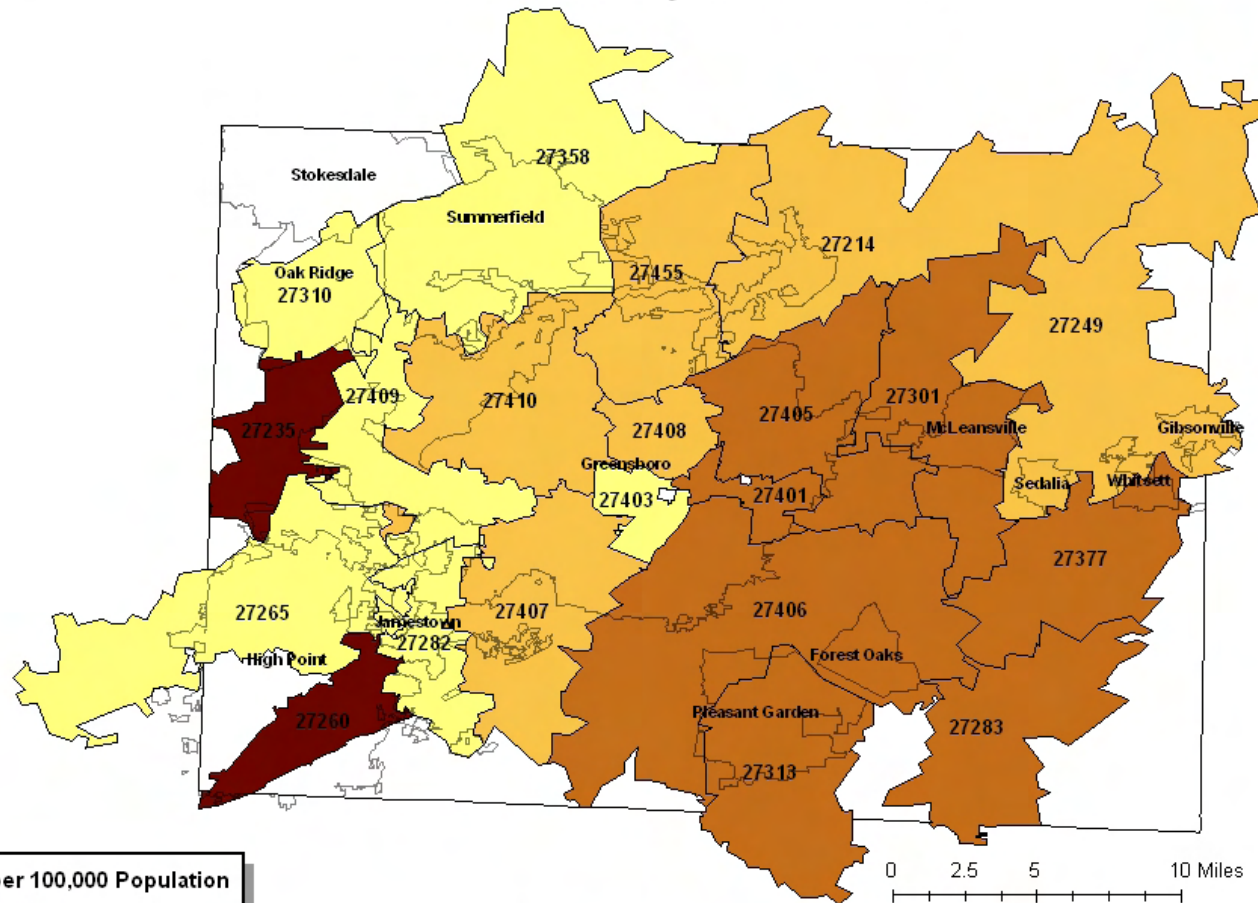 27358
Stokesdale
Summerfield
27214
Oak Ridge
27310
27455
27249
27409
27410
27301
27405
27235
27408
McLeansville
Gibsonville
Greensboro
Sedalia
Whitsett
27403
27401
27377
27265
27407
27406
Jamestown
27282
High Point
Forest Oaks
27260
Pleasant Garden
27283
27313
er 100,000 Population
0 2.5 5 10 Miles